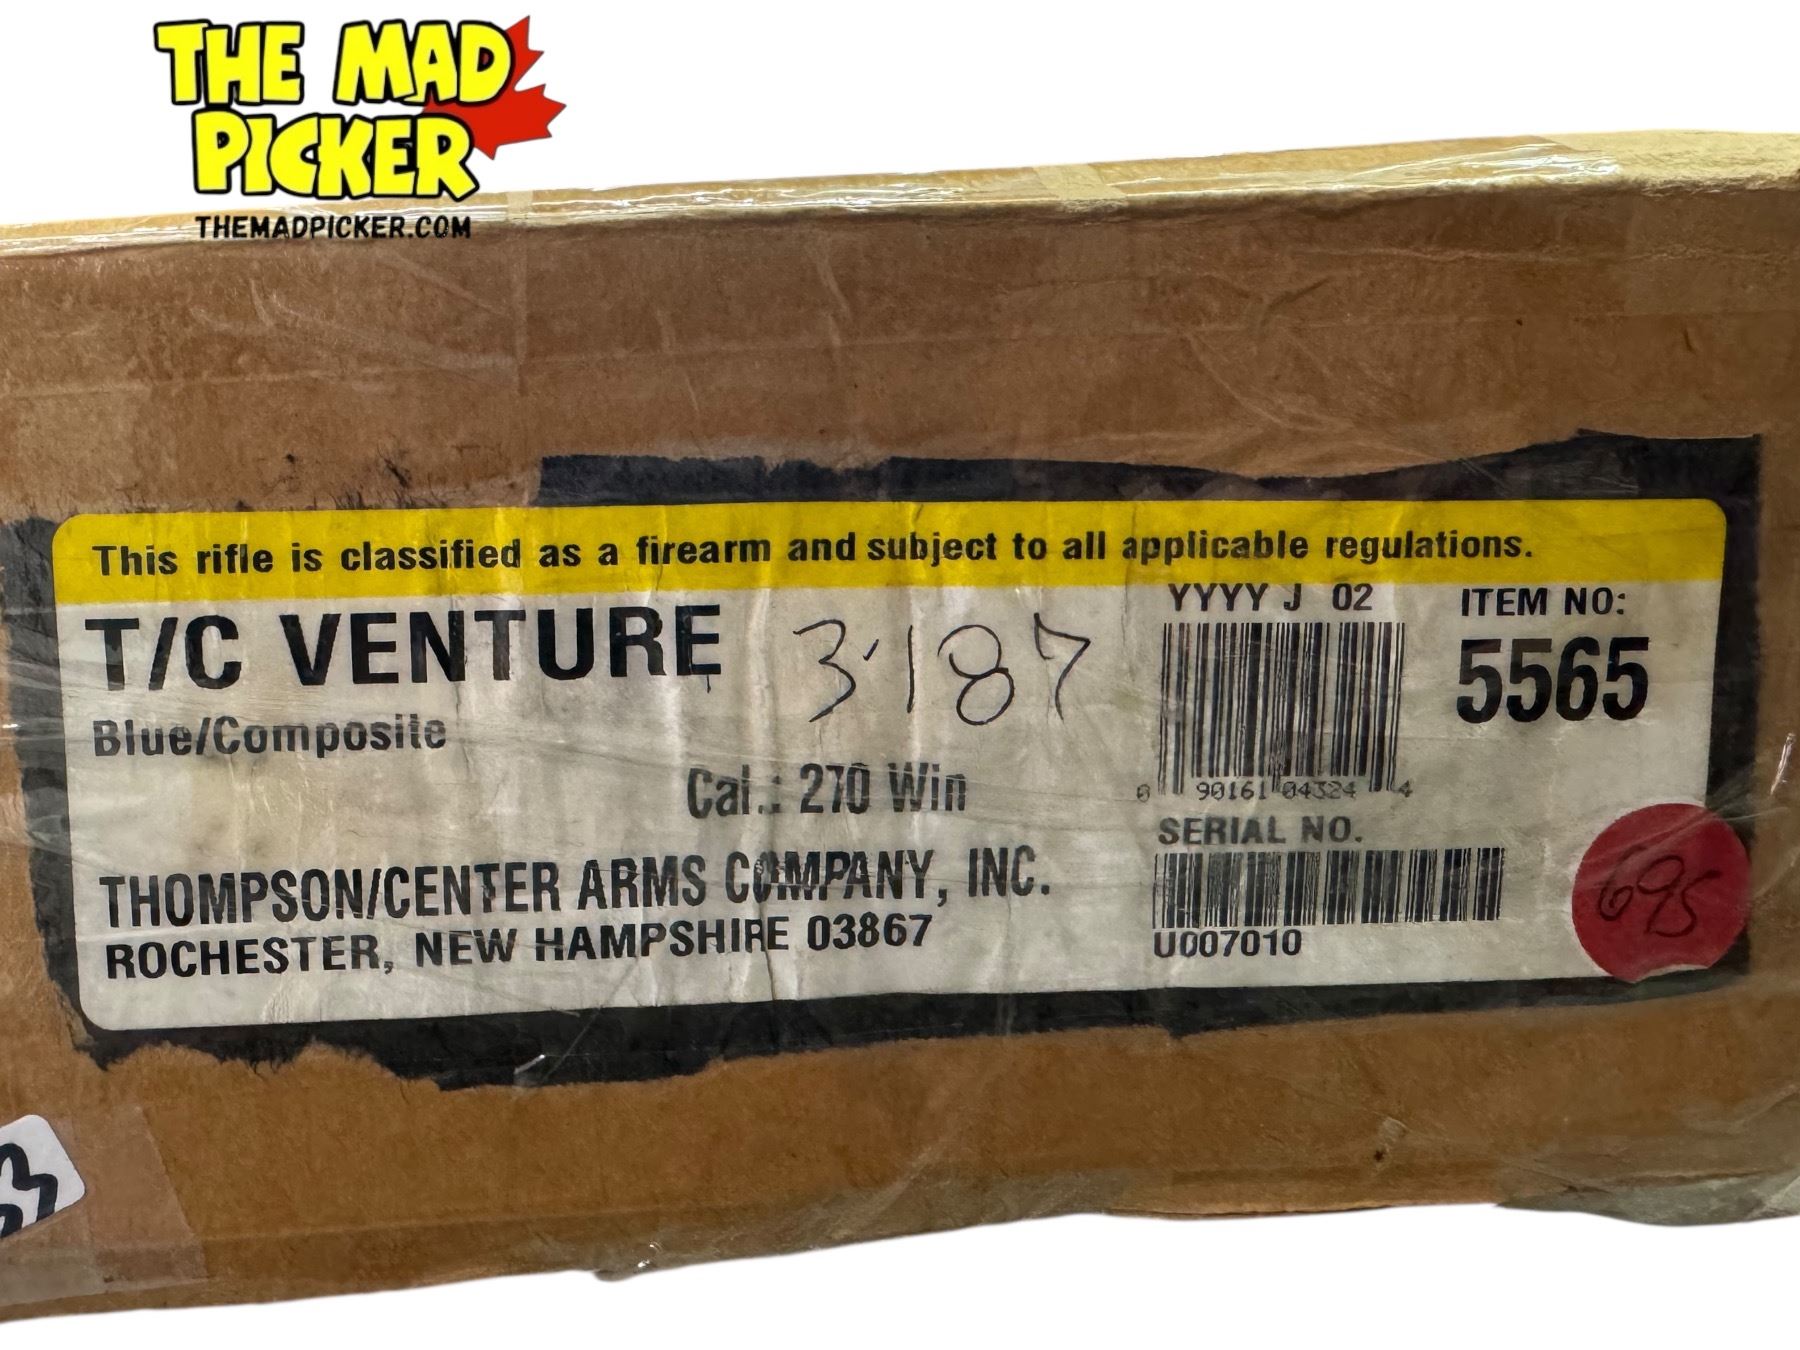 THE MAD
PICKER
THEMADPICKER.COM
This rifle is classified as a firearm and subject to all applicable regulations.
T/C VENTURE
3187
YYYY J 02
ITEM NO:
5565
Blue/Composite
Cal.: 270 Win
0 90161 04324 4
SERIAL NO.
U007010
THOMPSON/CENTER ARMS COMPANY, INC.
ROCHESTER, NEW HAMPSHIRE 03867
695